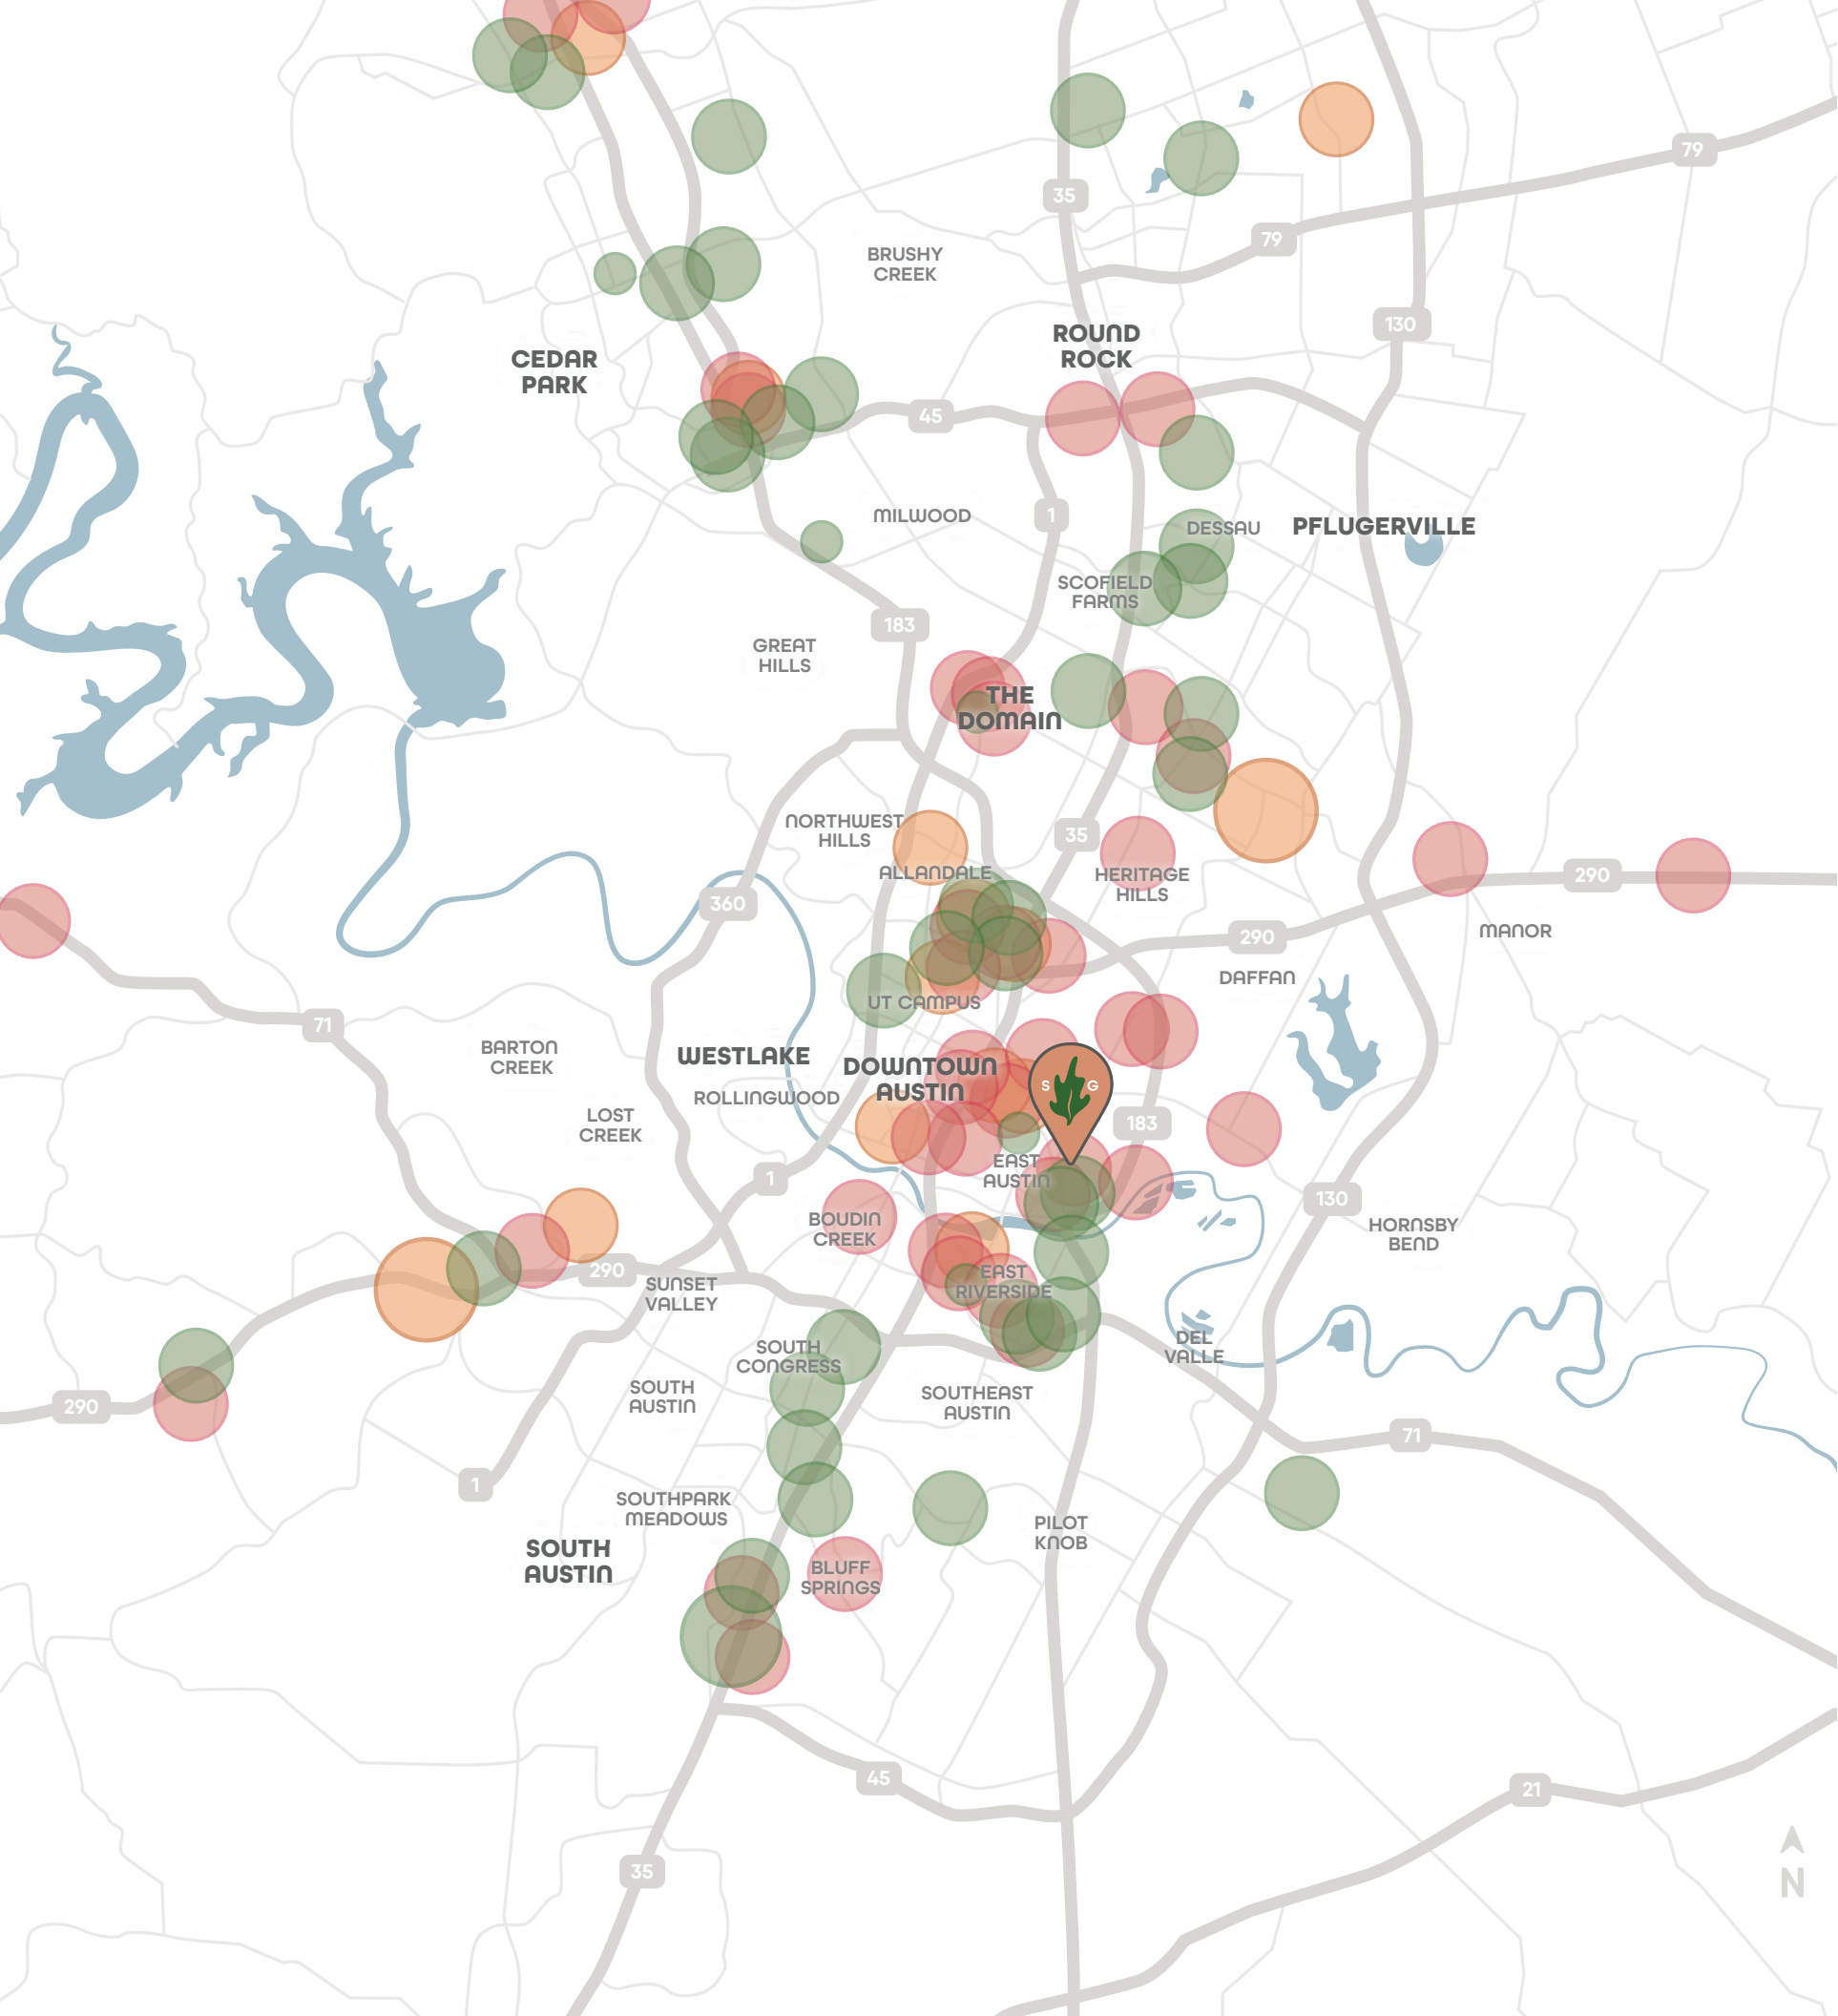 79
35
79
BRUSHY
CREEK
130
ROUND
ROCK
CEDAR
PARK
45
1
MILWOOD
DESSAU
PFLUGERVILLE
SCOFIELD
FARMS
183
GREAT
HILLS
THE
DOMAIN
NORTHWEST
HILLS
35
ALLANDALE
HERITAGE
HILLS
290
360
290
MANOR
DAFFAN
UT CAMPUS
71
BARTON
CREEK
WESTLAKE
DOWNTOWN
AUSTIN
S G
ROLLINGWOOD
LOST
CREEK
183
EAST
AUSTIN
1
130
BOUDIN
CREEK
HORNSBY
BEND
290
SUNSET
VALLEY
EAST
RIVERSIDE
DEL
VALLE
SOUTH
CONGRESS
SOUTH
AUSTIN
SOUTHEAST
AUSTIN
290
71
1
SOUTHPARK
MEADOWS
PILOT
KNOB
SOUTH
AUSTIN
BLUFF
SPRINGS
45
21
35
N